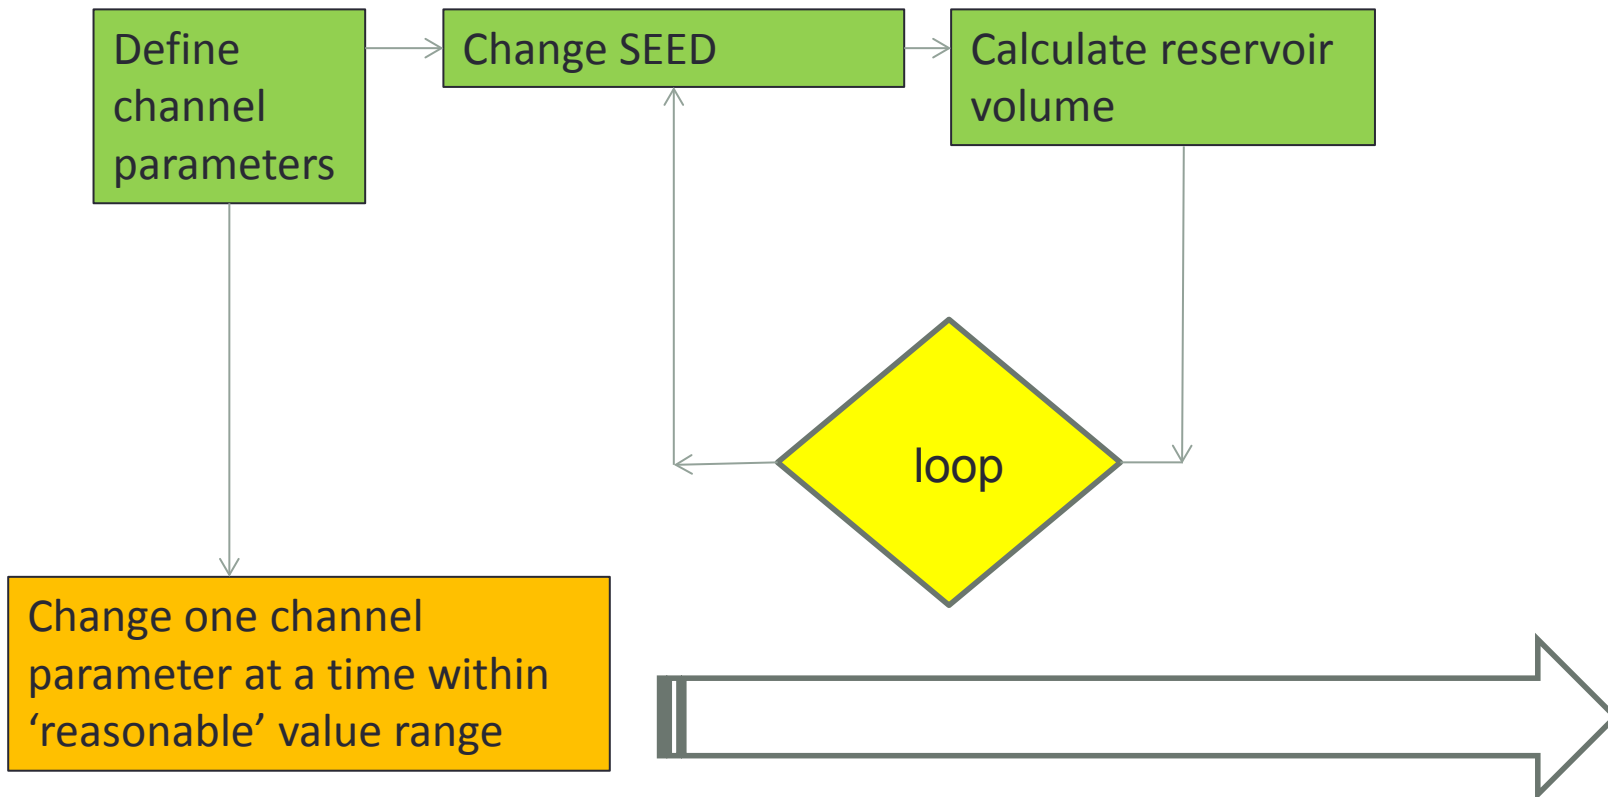 Define
channel
parameters
Change SEED
Calculate reservoir
volume
loop
Change one channel
parameter at a time within
‘reasonable’ value range